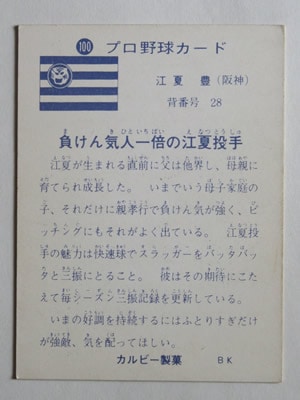 100 プロ野球カード
江夏 豊（阪神）
背番号 28
負けん気人一倍の江夏投手
江夏が生まれる直前に父は他界し、母親に
育てられ成長した。 いまでいう母子家庭の
子、それだけに親孝行で負けん気が強く、ピ
ッチングにもそれがよく出ている。 江夏投
手の魅力は快速球でスラッガーをバッタバッ
タと三振にとること。 彼はその期待にこたえ
て毎シーズン三振記録を更新している。
いまの好調を持続するにはふとりすぎだけ
が強敵、気を配ってほしい。
カルビー製菓 BK